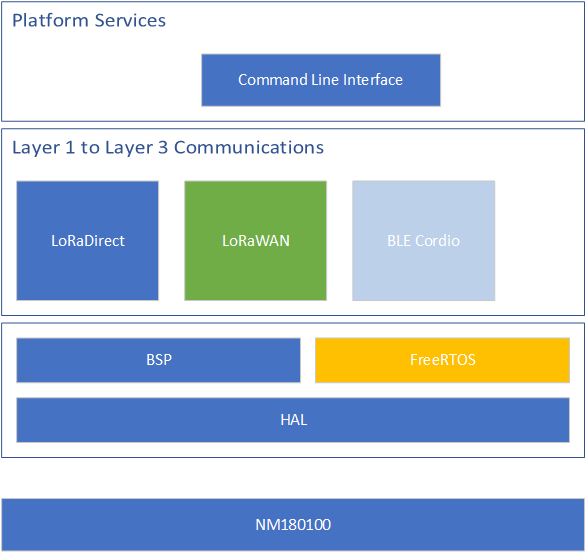 Platform Services
Command Line Interface
Layer 1 to Layer 3 Communications
LoRaDirect
LoRaWAN
BLE Cordio
BSP
FreeRTOS
HAL
NM180100